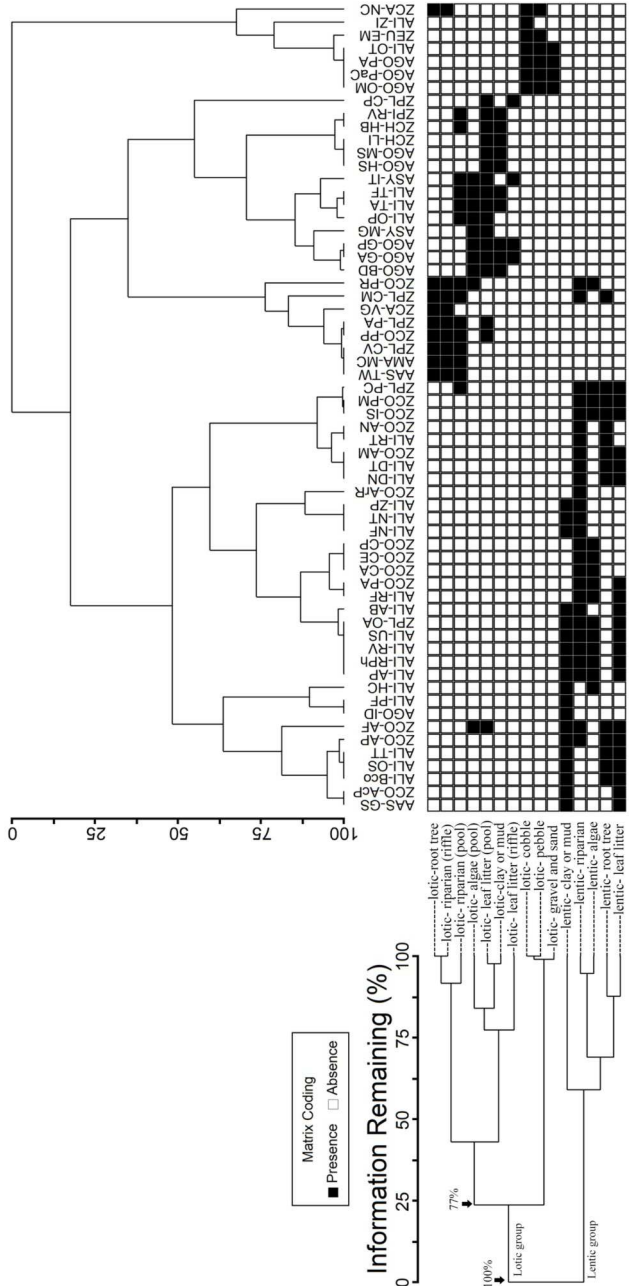 0
25
50
75
100
ZCA-NC
ALI-ZI
ZEU-EM
ALI-OT
AGO-PA
AGO-PaC
AGO-OM
ZPL-CP
ZPI-RV
ZCH-HB
ZCH-LI
AGO-MS
AGO-HS
ASY-IT
ALI-TF
ALI-TA
ALI-OP
ASY-MG
AGO-GP
AGO-GA
AGO-BD
ZCO-PR
ZPL-CM
ZCA-VG
ZPL-PA
ZCO-PP
ZPL-CV
AMA-MC
AAS-TW
ZPL-PC
ZCO-PM
ZCO-IS
ZCO-AN
ALI-RT
ZCO-AM
ALI-DT
ALI-DN
ZCO-ArR
ALI-ZP
ALI-NT
ALI-NF
ZCO-CP
ZCO-CE
ZCO-CA
ZCO-PA
ALI-RF
ALI-AB
ZPL-OA
ALI-US
ALI-RV
ALI-RPh
ALI-AP
ALI-HC
ALI-PF
AGO-ID
ZCO-AF
ZCO-AP
ALI-TT
ALI-OS
ALI-Bco
ZCO-AcP
AAS-GS
Matrix Coding
Presence Absence
Information Remaining (%)
0 25 50 75 100
lotic-root tree
lotic- riparian (riffle)
lotic- riparian (pool)
lotic- algae (pool)
lotic- leaf litter (pool)
lotic-clay or mud
lotic- leaf litter (riffle)
lotic- cobble
lotic- pebble
lotic- gravel and sand
lentic- clay or mud
lentic- riparian
lentic- algae
lentic- root tree
lentic- leaf litter
77%
100%
Lotic group
Lentic group